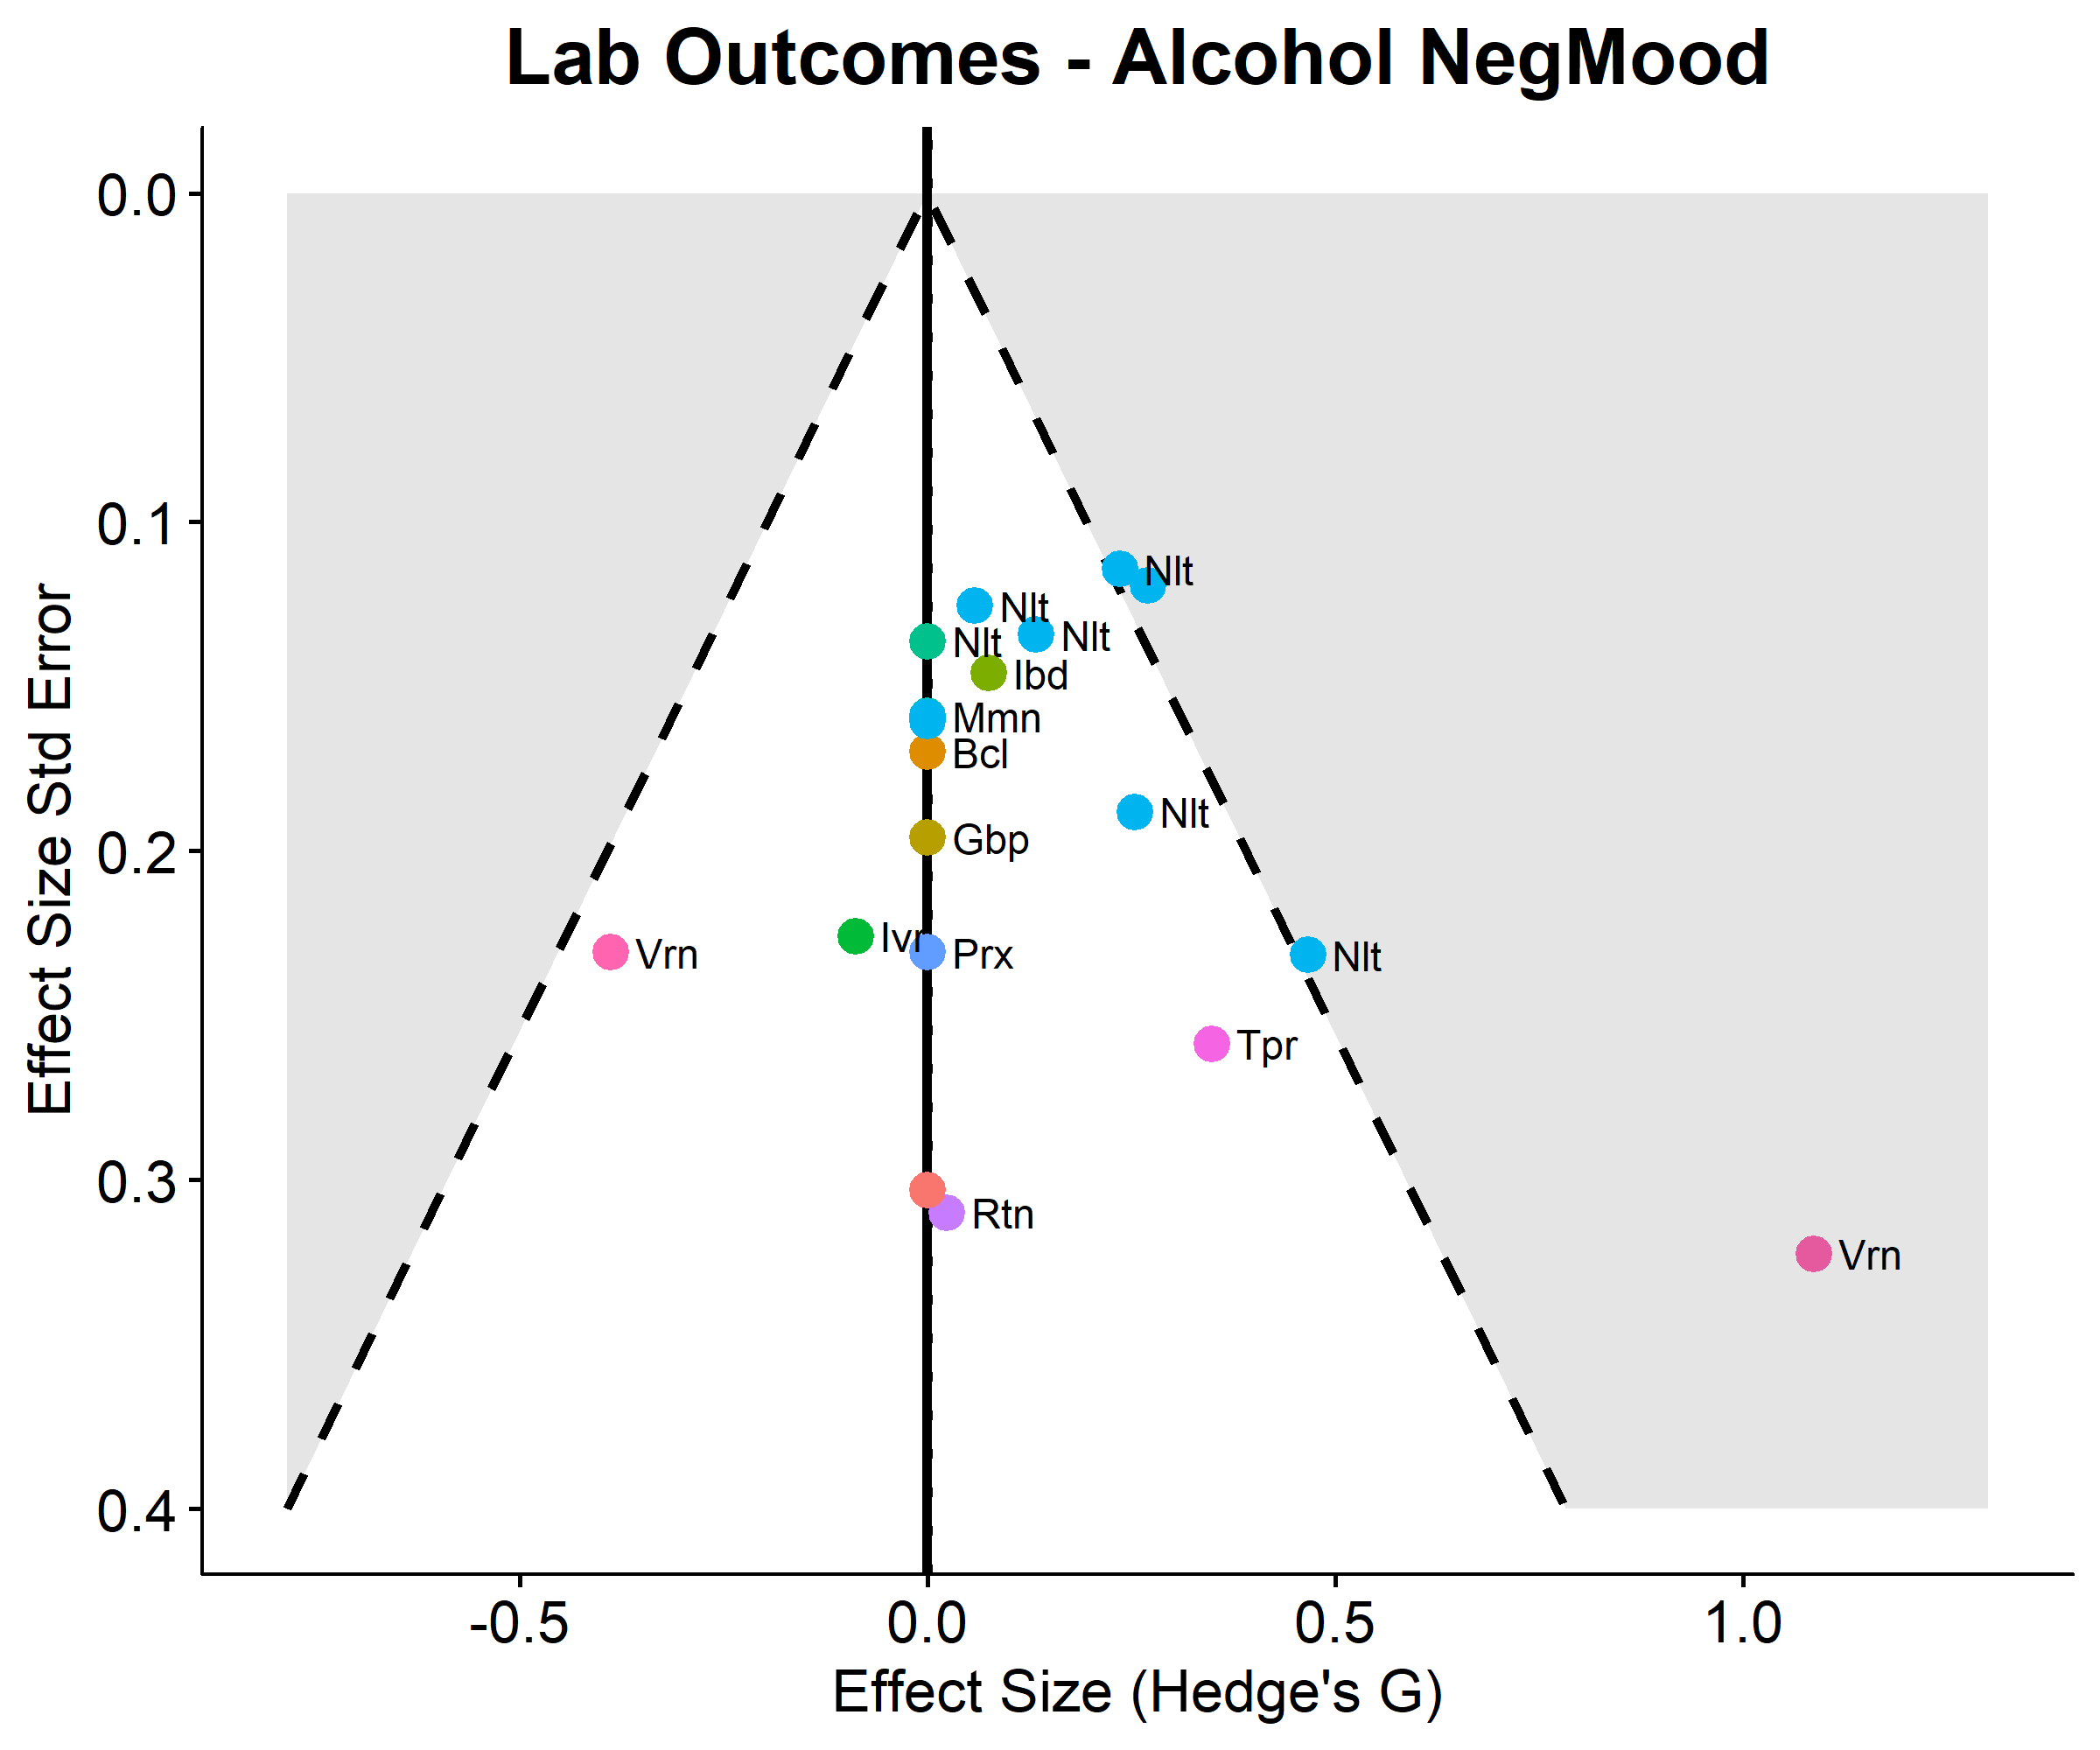 Lab Outcomes - Alcohol NegMood
Effect Size Std Error
0.0
0.1
0.2
0.3
0.4
Nlt
Nlt
Nlt
Nlt
Ibd
Mmn
Bcl
Nlt
Gbp
Ivr
Vrn
Prx
Nlt
Tpr
Rtn
Vrn
-0.5
0.0
0.5
1.0
Effect Size (Hedge's G)